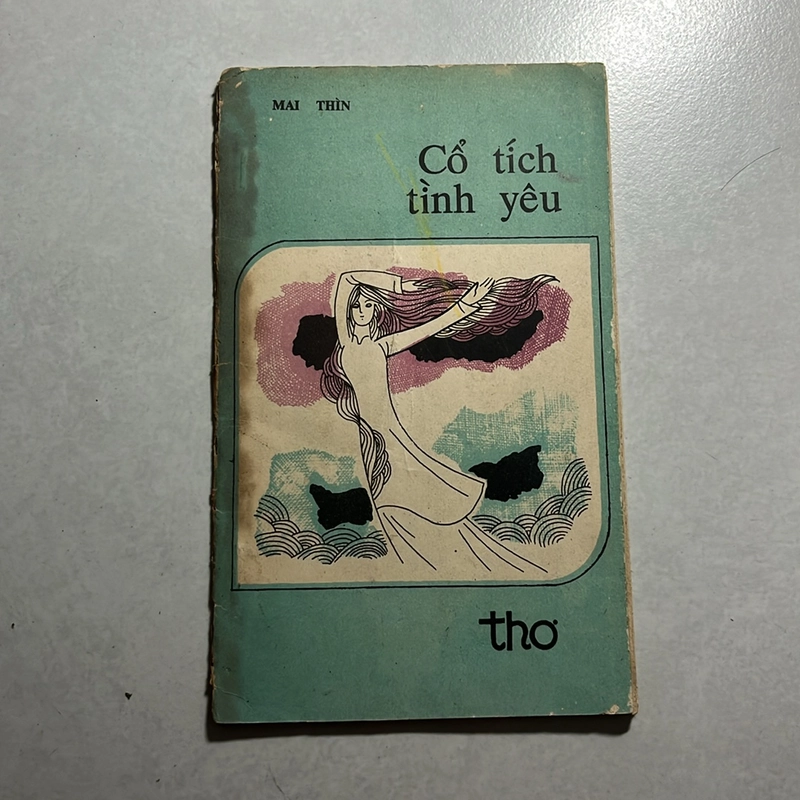 MAI THÌN
Cổ tích
tình yêu
thơ